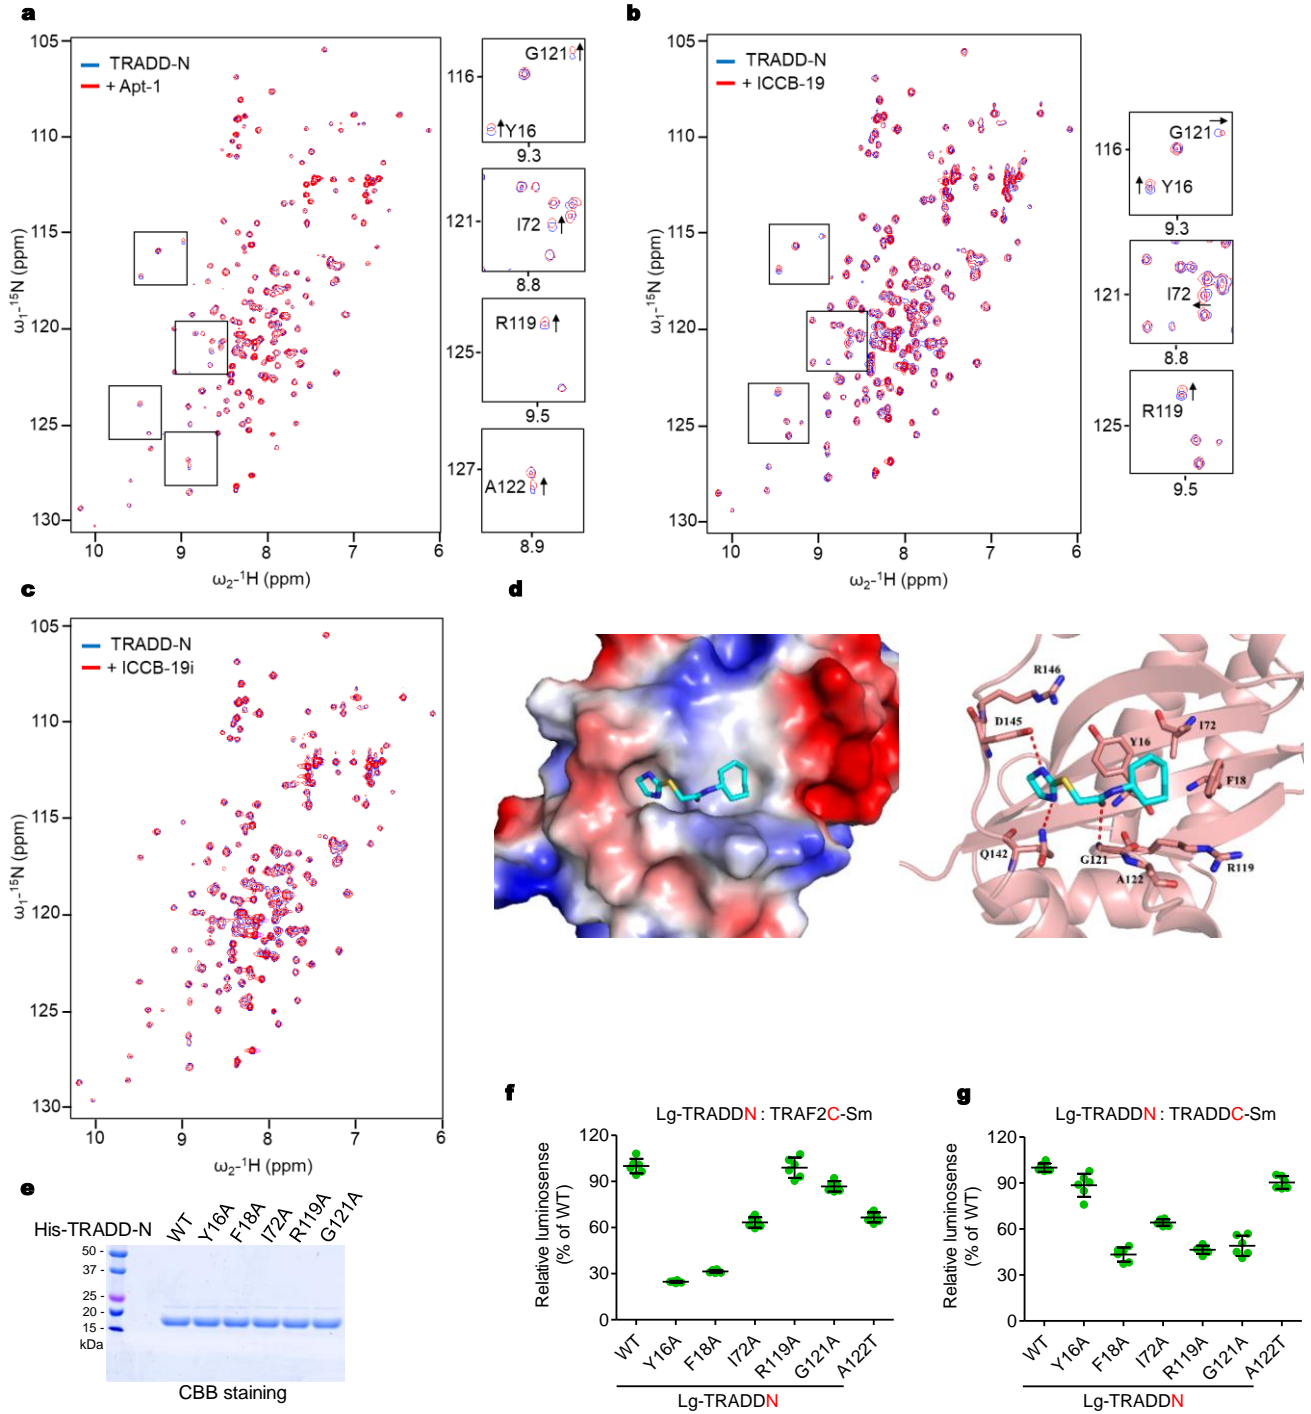 a
105
110
115
120
125
130
ω1-15N (ppm)
TRADD-N
+ Apt-1
10 9 8 7 6
ω2-1H (ppm)
G121
116
Y16
9.3
121
I72
8.8
R119
125
9.5
127
A122
8.9
b
105
110
115
120
125
130
ω1-15N (ppm)
TRADD-N
+ ICCB-19
10 9 8 7 6
ω2-1H (ppm)
G121
116
Y16
9.3
121
I72
8.8
R119
125
9.5
c
105
110
115
120
125
130
ω1-15N (ppm)
TRADD-N
+ ICCB-19i
10 9 8 7 6
ω2-1H (ppm)
d
R146
D145
Y16
I72
F18
Q142
G121
A122
R119
e
His-TRADD-N
WT Y16A F18A I72A R119A G121A
50 -
37 -
25 -
20 -
15 -
kDa
CBB staining
f
Lg-TRADDN : TRAF2C-Sm
Relative luminosense
(% of WT)
120
90
60
30
0
WT Y16A F18A I72A R119A G121A A122T
Lg-TRADDN
g
Lg-TRADDN : TRADDC-Sm
Relative luminosense
(% of WT)
120
90
60
30
0
WT Y16A F18A I72A R119A G121A A122T
Lg-TRADDN